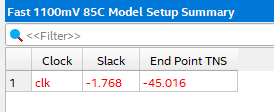 Fast 1100mV 85C Model Setup Summary
<<Filter>>
Clock Slack End Point TNS
1 clk -1.768 -45.016